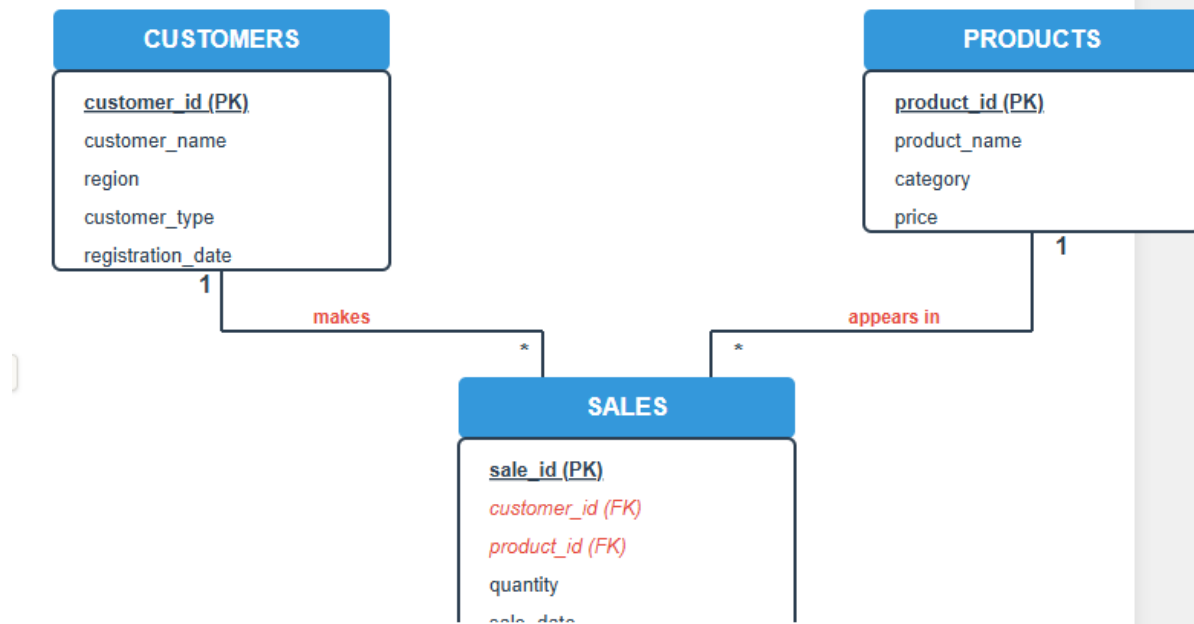 CUSTOMERS
customer_id (PK)
customer_name
region
customer_type
registration_date
1
PRODUCTS
product_id (PK)
product_name
category
price
1
makes
appears in
*
*
SALES
sale_id (PK)
customer_id (FK)
product_id (FK)
quantity
sale_date